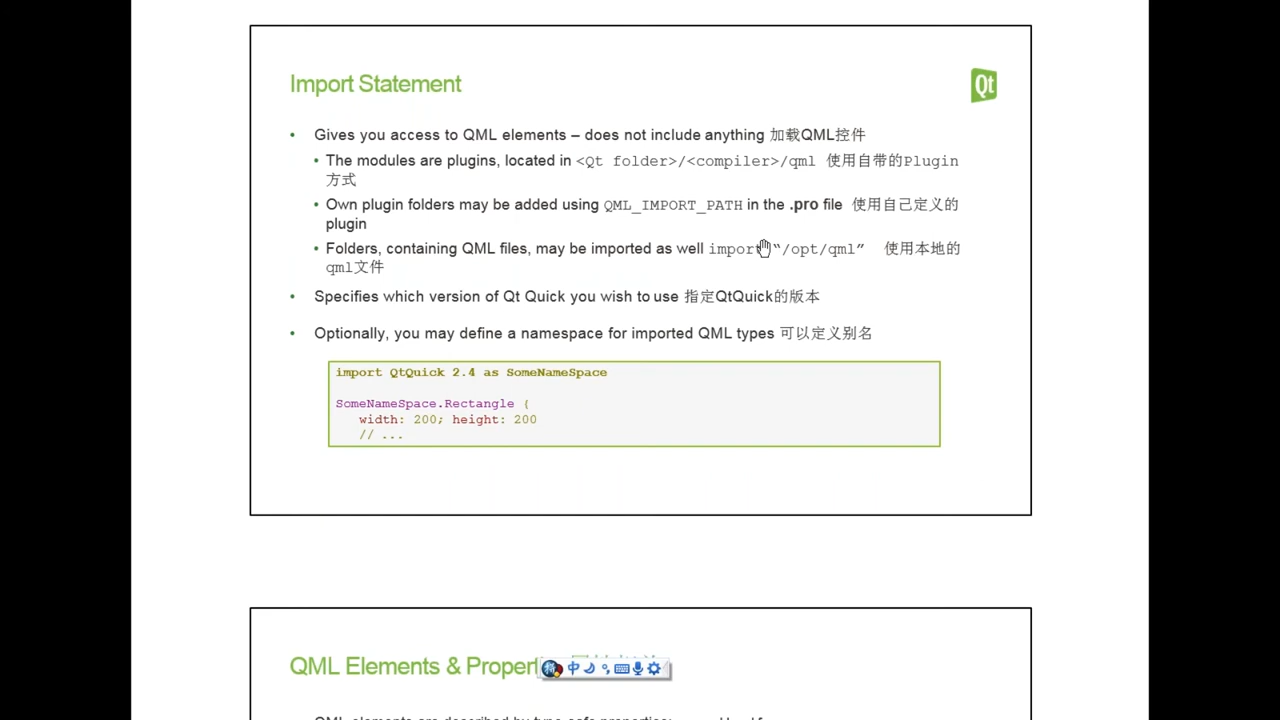 Import Statement
Qt
• Gives you access to QML elements – does not include anything 加载QML控件
• The modules are plugins, located in <Qt folder>/<compiler>/qml 使用自带的Plugin
方式
• Own plugin folders may be added using QML_IMPORT_PATH in the .pro file 使用自己定义的
plugin
• Folders, containing QML files, may be imported as well import “/opt/qml” 使用本地的
qml文件
• Specifies which version of Qt Quick you wish to use 指定QtQuick的版本
• Optionally, you may define a namespace for imported QML types 可以定义别名
import QtQuick 2.4 as SomeNameSpace
SomeNameSpace.Rectangle {
width: 200; height: 200
// ...
QML Elements & Properti
中